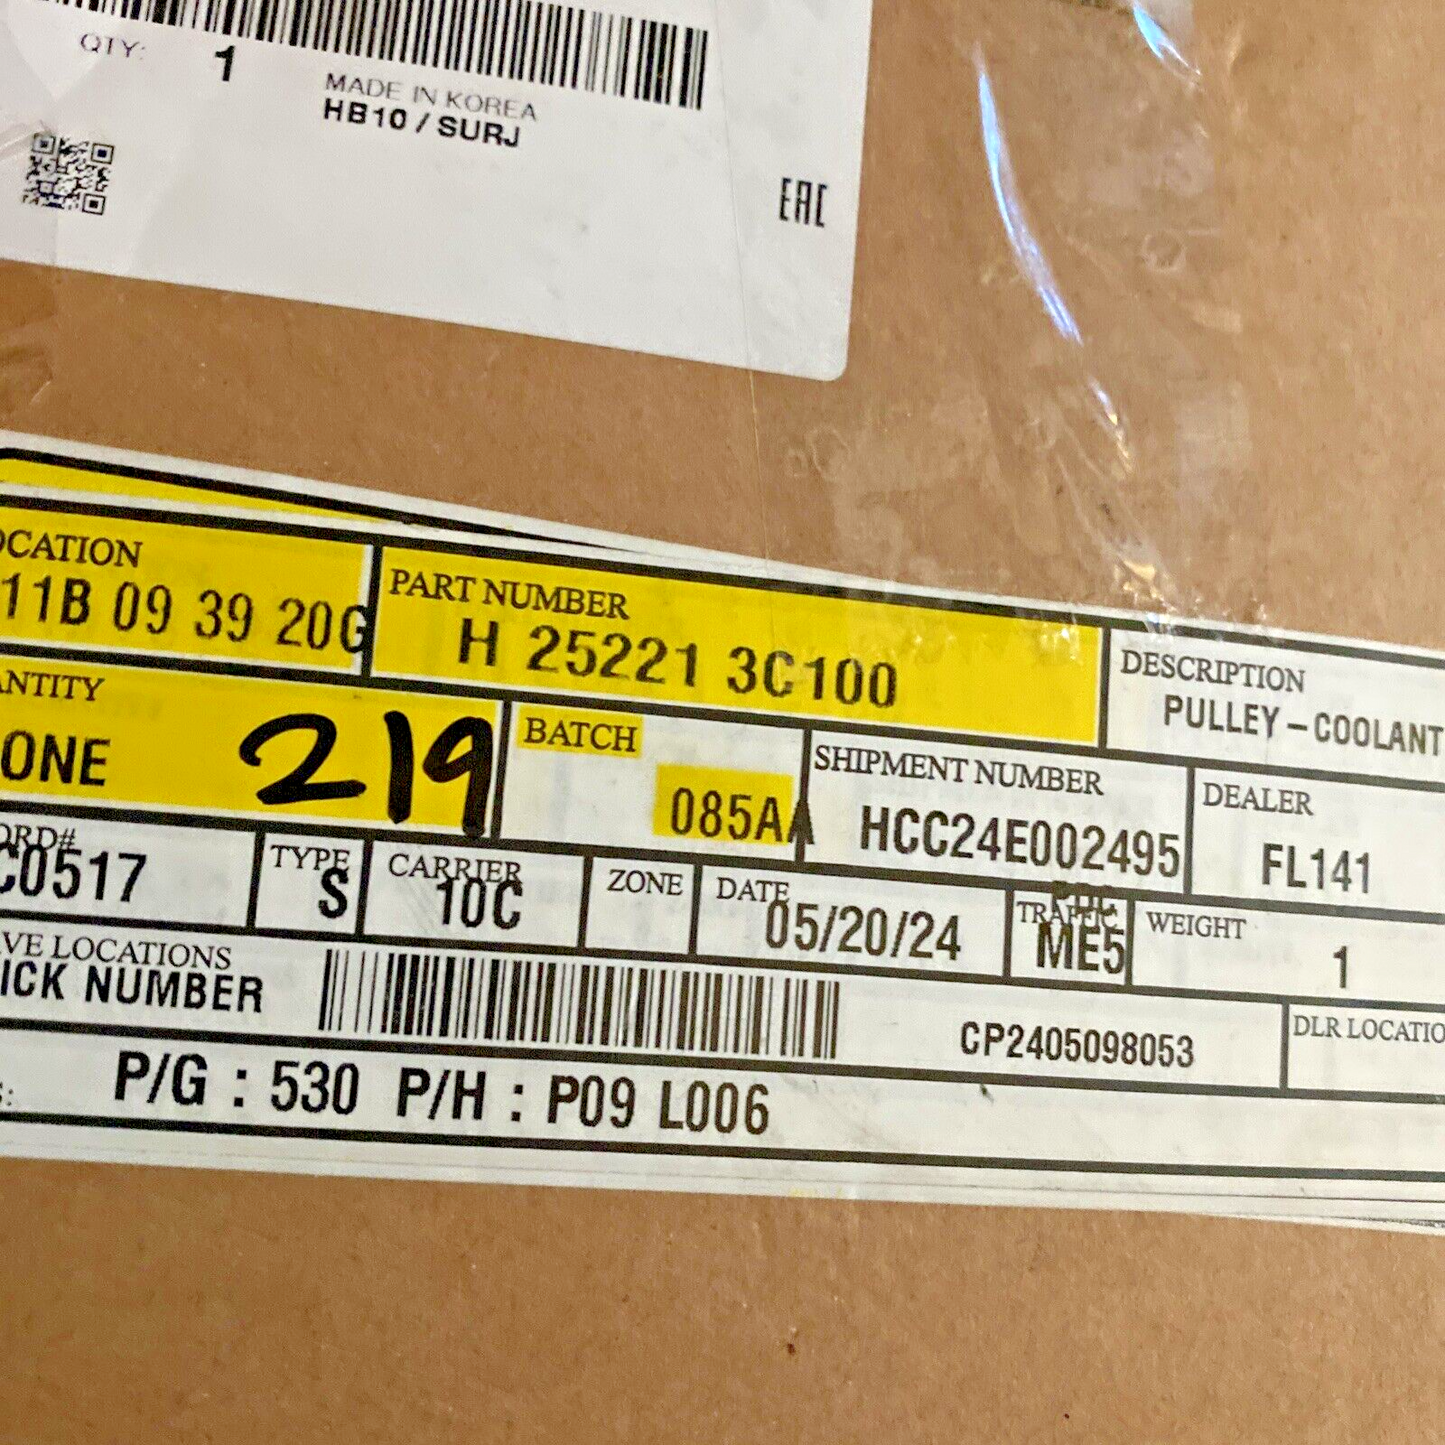 QTY: 1
MADE IN KOREA
HB10 / SURJ
EAC
OCATION
11B 09 39 20G
PART NUMBER
H 25221 3C100
DESCRIPTION
PULLEY-COOLANT
ANTITY
ONE
219
BATCH
085AA
SHIPMENT NUMBER
HCC24E002495
DEALER
FL141
ORD#
C0517
TYPE
S
CARRIER
10C
ZONE
DATE
05/20/24
PDC
TRAFFIC
ME5
WEIGHT
1
AVE LOCATIONS
ICK NUMBER
CP2405098053
DLR LOCATIO
S:
P/G : 530 P/H : P09 L006